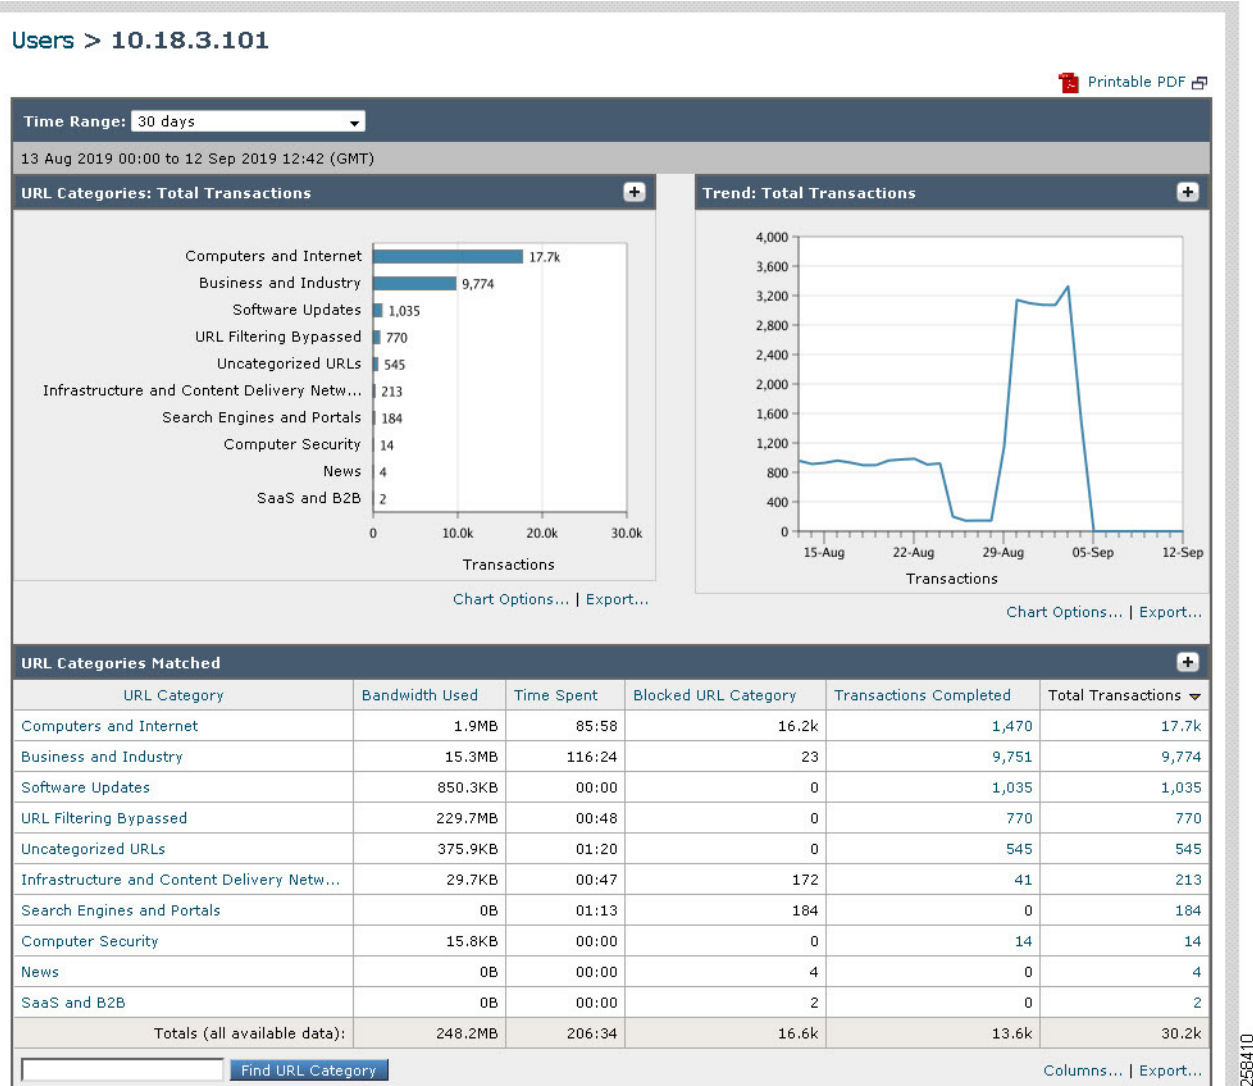 Users > 10.18.3.101
Printable PDF
Time Range: 30 days
13 Aug 2019 00:00 to 12 Sep 2019 12:42 (GMT)
URL Categories: Total Transactions
Computers and Internet 17.7k
Business and Industry 9,774
Software Updates 1,035
URL Filtering Bypassed 770
Uncategorized URLs 545
Infrastructure and Content Delivery Netw... 213
Search Engines and Portals 184
Computer Security 14
News 4
SaaS and B2B 2
0 10.0k 20.0k 30.0k
Transactions
Chart Options... | Export...
Trend: Total Transactions
4,000
3,600
3,200
2,800
2,400
2,000
1,600
1,200
800
400
0
15-Aug 22-Aug 29-Aug 05-Sep 12-Sep
Transactions
Chart Options... | Export...
URL Categories Matched
URL Category Bandwidth Used Time Spent Blocked URL Category Transactions Completed Total Transactions
Computers and Internet 1.9MB 85:58 16.2k 1,470 17.7k
Business and Industry 15.3MB 116:24 23 9,751 9,774
Software Updates 850.3KB 00:00 0 1,035 1,035
URL Filtering Bypassed 229.7MB 00:48 0 770 770
Uncategorized URLs 375.9KB 01:20 0 545 545
Infrastructure and Content Delivery Netw... 29.7KB 00:47 172 41 213
Search Engines and Portals 0B 01:13 184 0 184
Computer Security 15.8KB 00:00 0 14 14
News 0B 00:00 4 0 4
SaaS and B2B 0B 00:00 2 0 2
Totals (all available data): 248.2MB 206:34 16.6k 13.6k 30.2k
Find URL Category
Columns... | Export...
258410